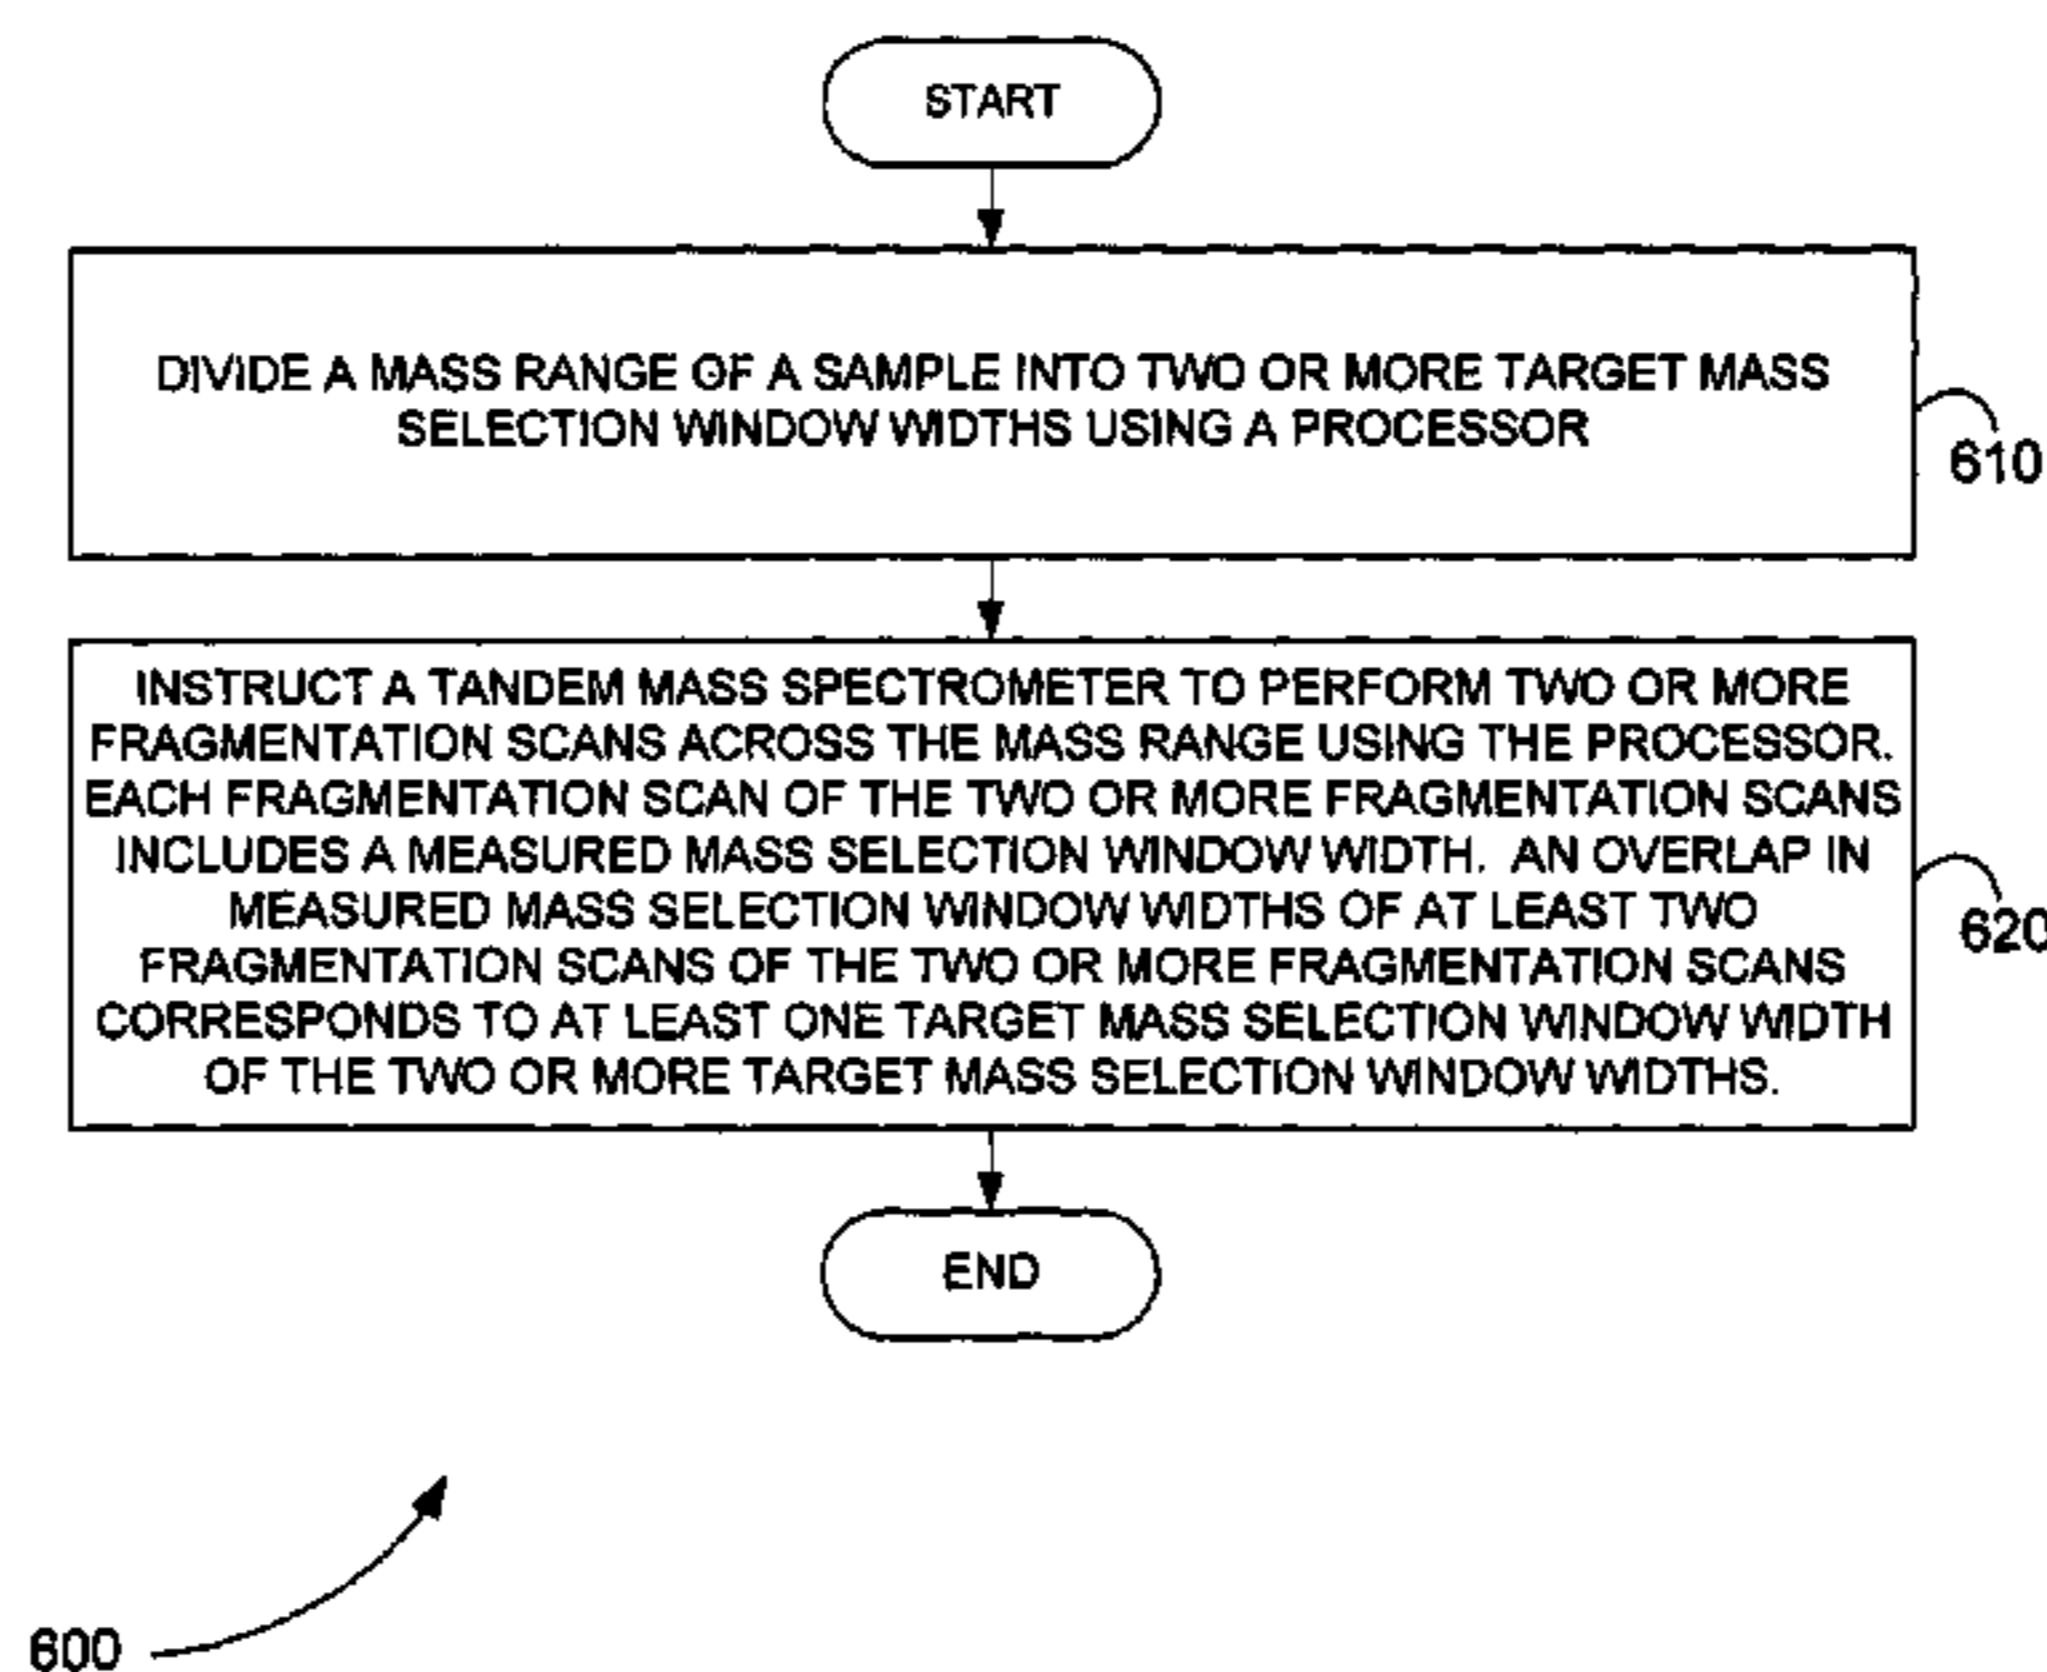 START
DIVIDE A MASS RANGE OF A SAMPLE INTO TWO OR MORE TARGET MASS
SELECTION WINDOW WIDTHS USING A PROCESSOR
610
INSTRUCT A TANDEM MASS SPECTROMETER TO PERFORM TWO OR MORE
FRAGMENTATION SCANS ACROSS THE MASS RANGE USING THE PROCESSOR.
EACH FRAGMENTATION SCAN OF THE TWO OR MORE FRAGMENTATION SCANS
INCLUDES A MEASURED MASS SELECTION WINDOW WIDTH. AN OVERLAP IN
MEASURED MASS SELECTION WINDOW WIDTHS OF AT LEAST TWO
FRAGMENTATION SCANS OF THE TWO OR MORE FRAGMENTATION SCANS
CORRESPONDS TO AT LEAST ONE TARGET MASS SELECTION WINDOW WIDTH
OF THE TWO OR MORE TARGET MASS SELECTION WINDOW WIDTHS.
620
END
600